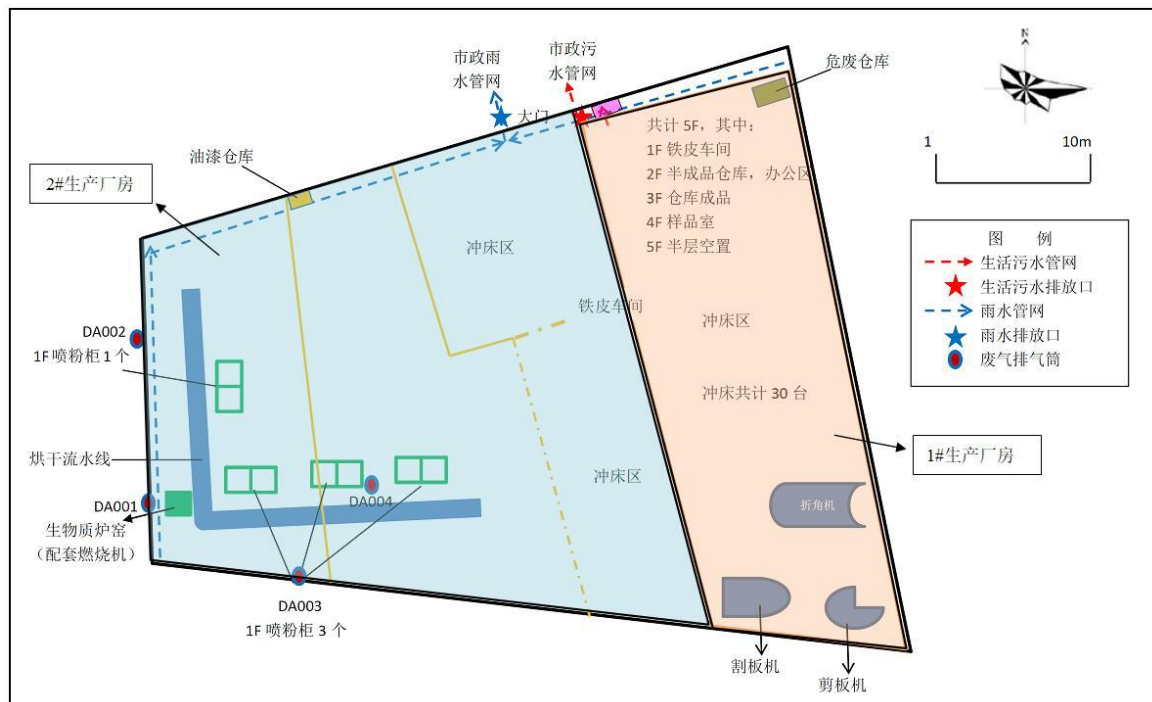 市政雨
水管网
市政污
水管网
危废仓库
N
大门
1
10m
油漆仓库
2#生产厂房
共计 5F，其中：
1F 铁皮车间
2F 半成品仓库，办公区
3F 仓库成品
4F 样品室
5F 半层空置
图 例
生活污水管网
生活污水排放口
雨水管网
雨水排放口
废气排气筒
冲床区
铁皮车间
冲床区
DA002
1F 喷粉柜 1 个
冲床共计 30 台
1#生产厂房
烘干流水线
冲床区
DA004
折角机
DA001
生物质炉窑
（配套燃烧机）
DA003
1F 喷粉柜 3 个
割板机
剪板机